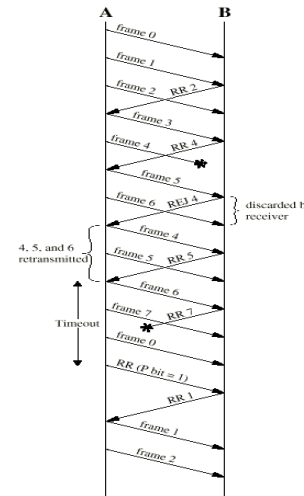 A B
frame 0
frame 1
frame 2
RR 2
frame 3
frame 4
RR 4
frame 5
frame 6
REJ 4
discarded b
receiver
frame 4
4, 5, and 6
retransmitted
frame 5
RR 5
frame 6
frame 7
RR 7
Timeout
frame 0
RR (P bit = 1)
RR 1
frame 1
frame 2